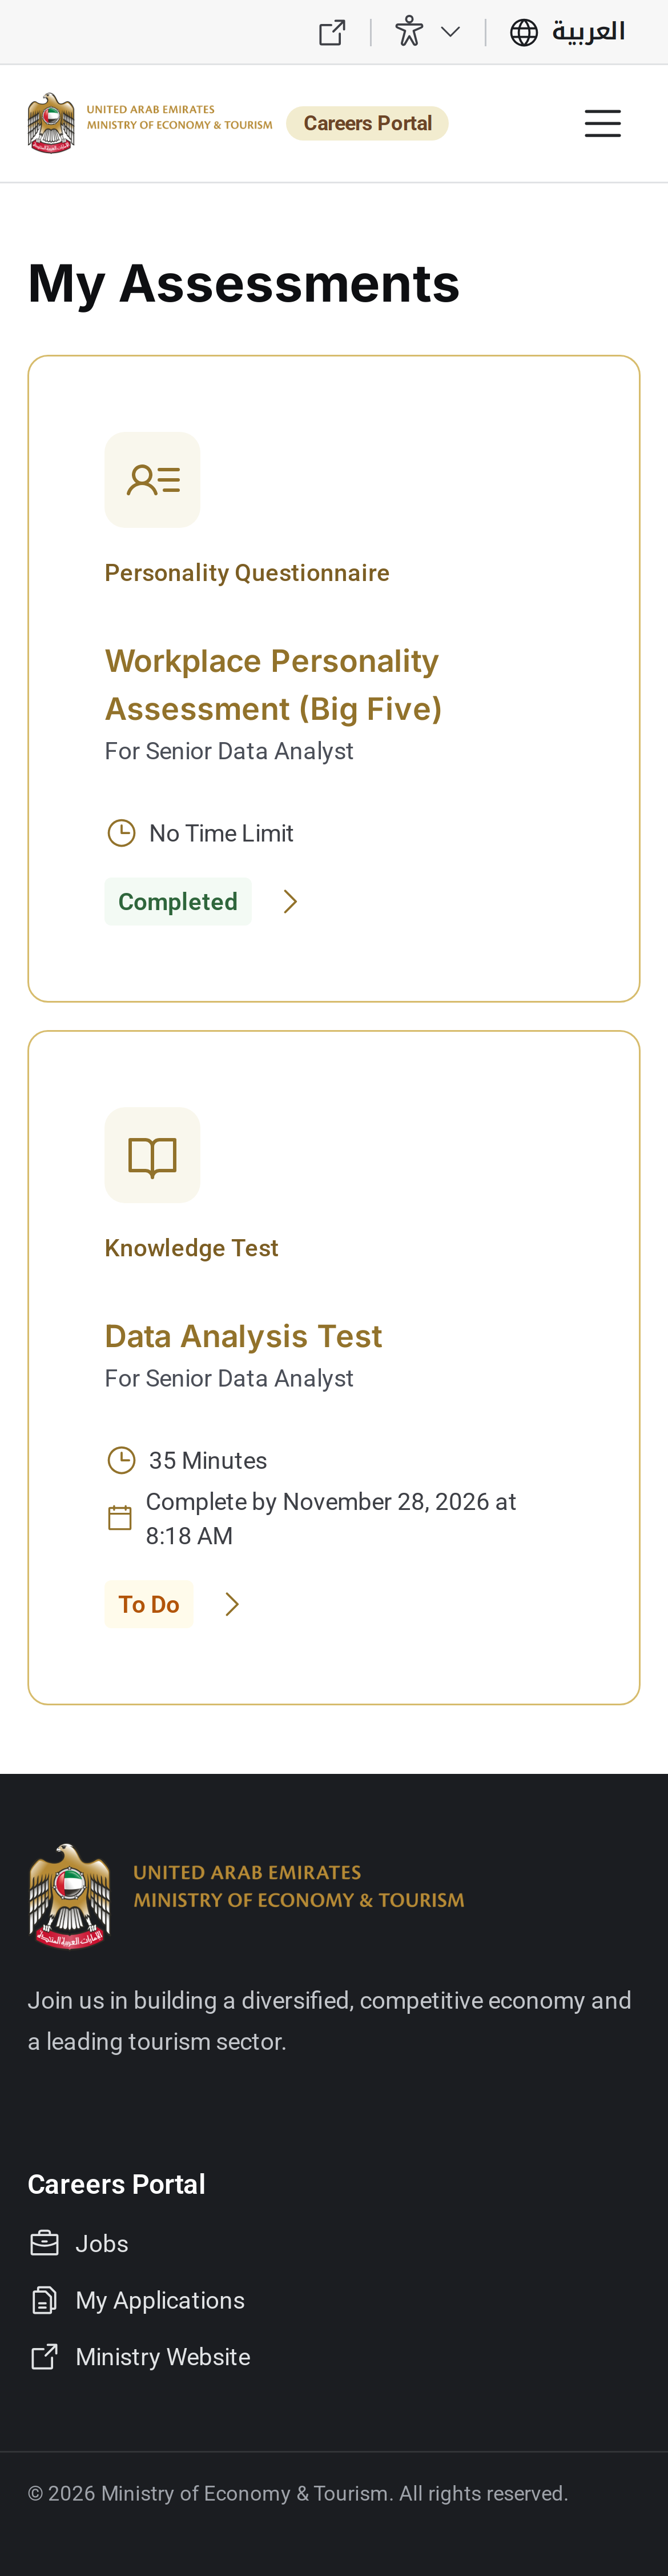 العربية
UNITED ARAB EMIRATES
MINISTRY OF ECONOMY & TOURISM
Careers Portal
My Assessments
Personality Questionnaire
Workplace Personality
Assessment (Big Five)
For Senior Data Analyst
No Time Limit
Completed
Knowledge Test
Data Analysis Test
For Senior Data Analyst
35 Minutes
Complete by November 28, 2026 at
8:18 AM
To Do
UNITED ARAB EMIRATES
MINISTRY OF ECONOMY & TOURISM
Join us in building a diversified, competitive economy and
a leading tourism sector.
Careers Portal
Jobs
My Applications
Ministry Website
© 2026 Ministry of Economy & Tourism. All rights reserved.